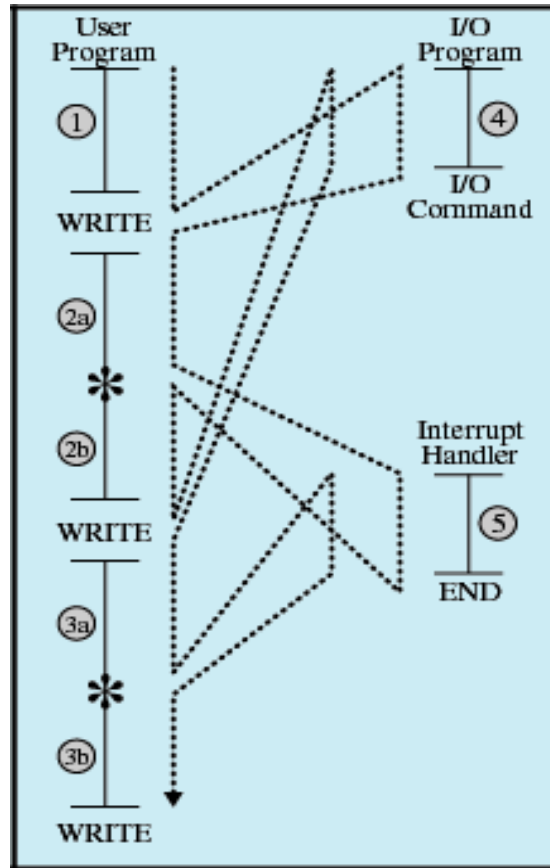 User
Program
I/O
Program
1
4
I/O
Command
WRITE
2a
*
2b
Interrupt
Handler
5
WRITE
END
3a
*
3b
WRITE